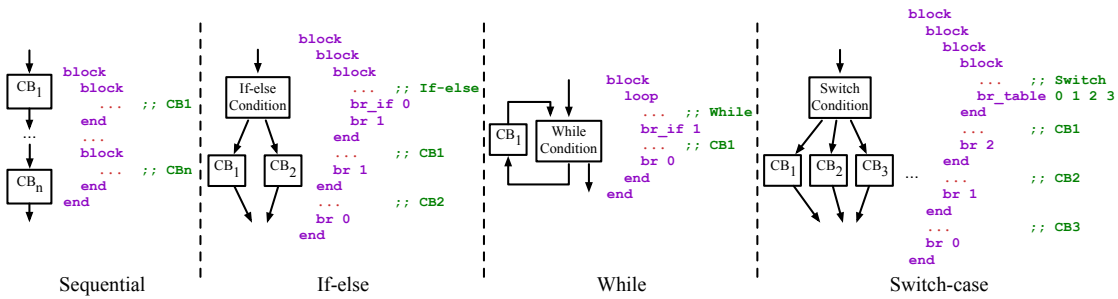 CB1
...
CBn
block
block
... ;; CB1
end
...
block
... ;; CBn
end
end
Sequential
If-else
Condition
CB1
CB2
block
block
block
... ;; If-else
br_if 0
br 1
end
... ;; CB1
br 1
end
... ;; CB2
br 0
end
If-else
CB1
While
Condition
block
loop
... ;; While
br_if 1
... ;; CB1
br 0
end
end
While
Switch
Condition
CB1
CB2
CB3
...
block
block
block
block
... ;; Switch
br_table 0 1 2 3
end
... ;; CB1
br 2
end
... ;; CB2
br 1
end
... ;; CB3
br 0
end
Switch-case